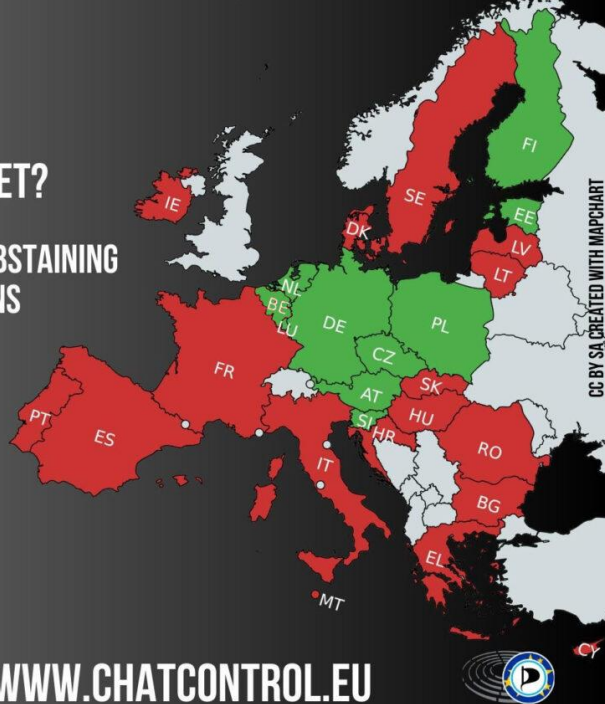 ET?
BSTAINING
NS
FI
SE
EE
IE
DK
LV
LT
NL
BE
DE
PL
LU
CZ
FR
AT
SK
SI
HU
HR
RO
PT
ES
IT
BG
EL
MT
CY
CC BY SA CREATED WITH MAPCHART
WWW.CHATCONTROL.EU